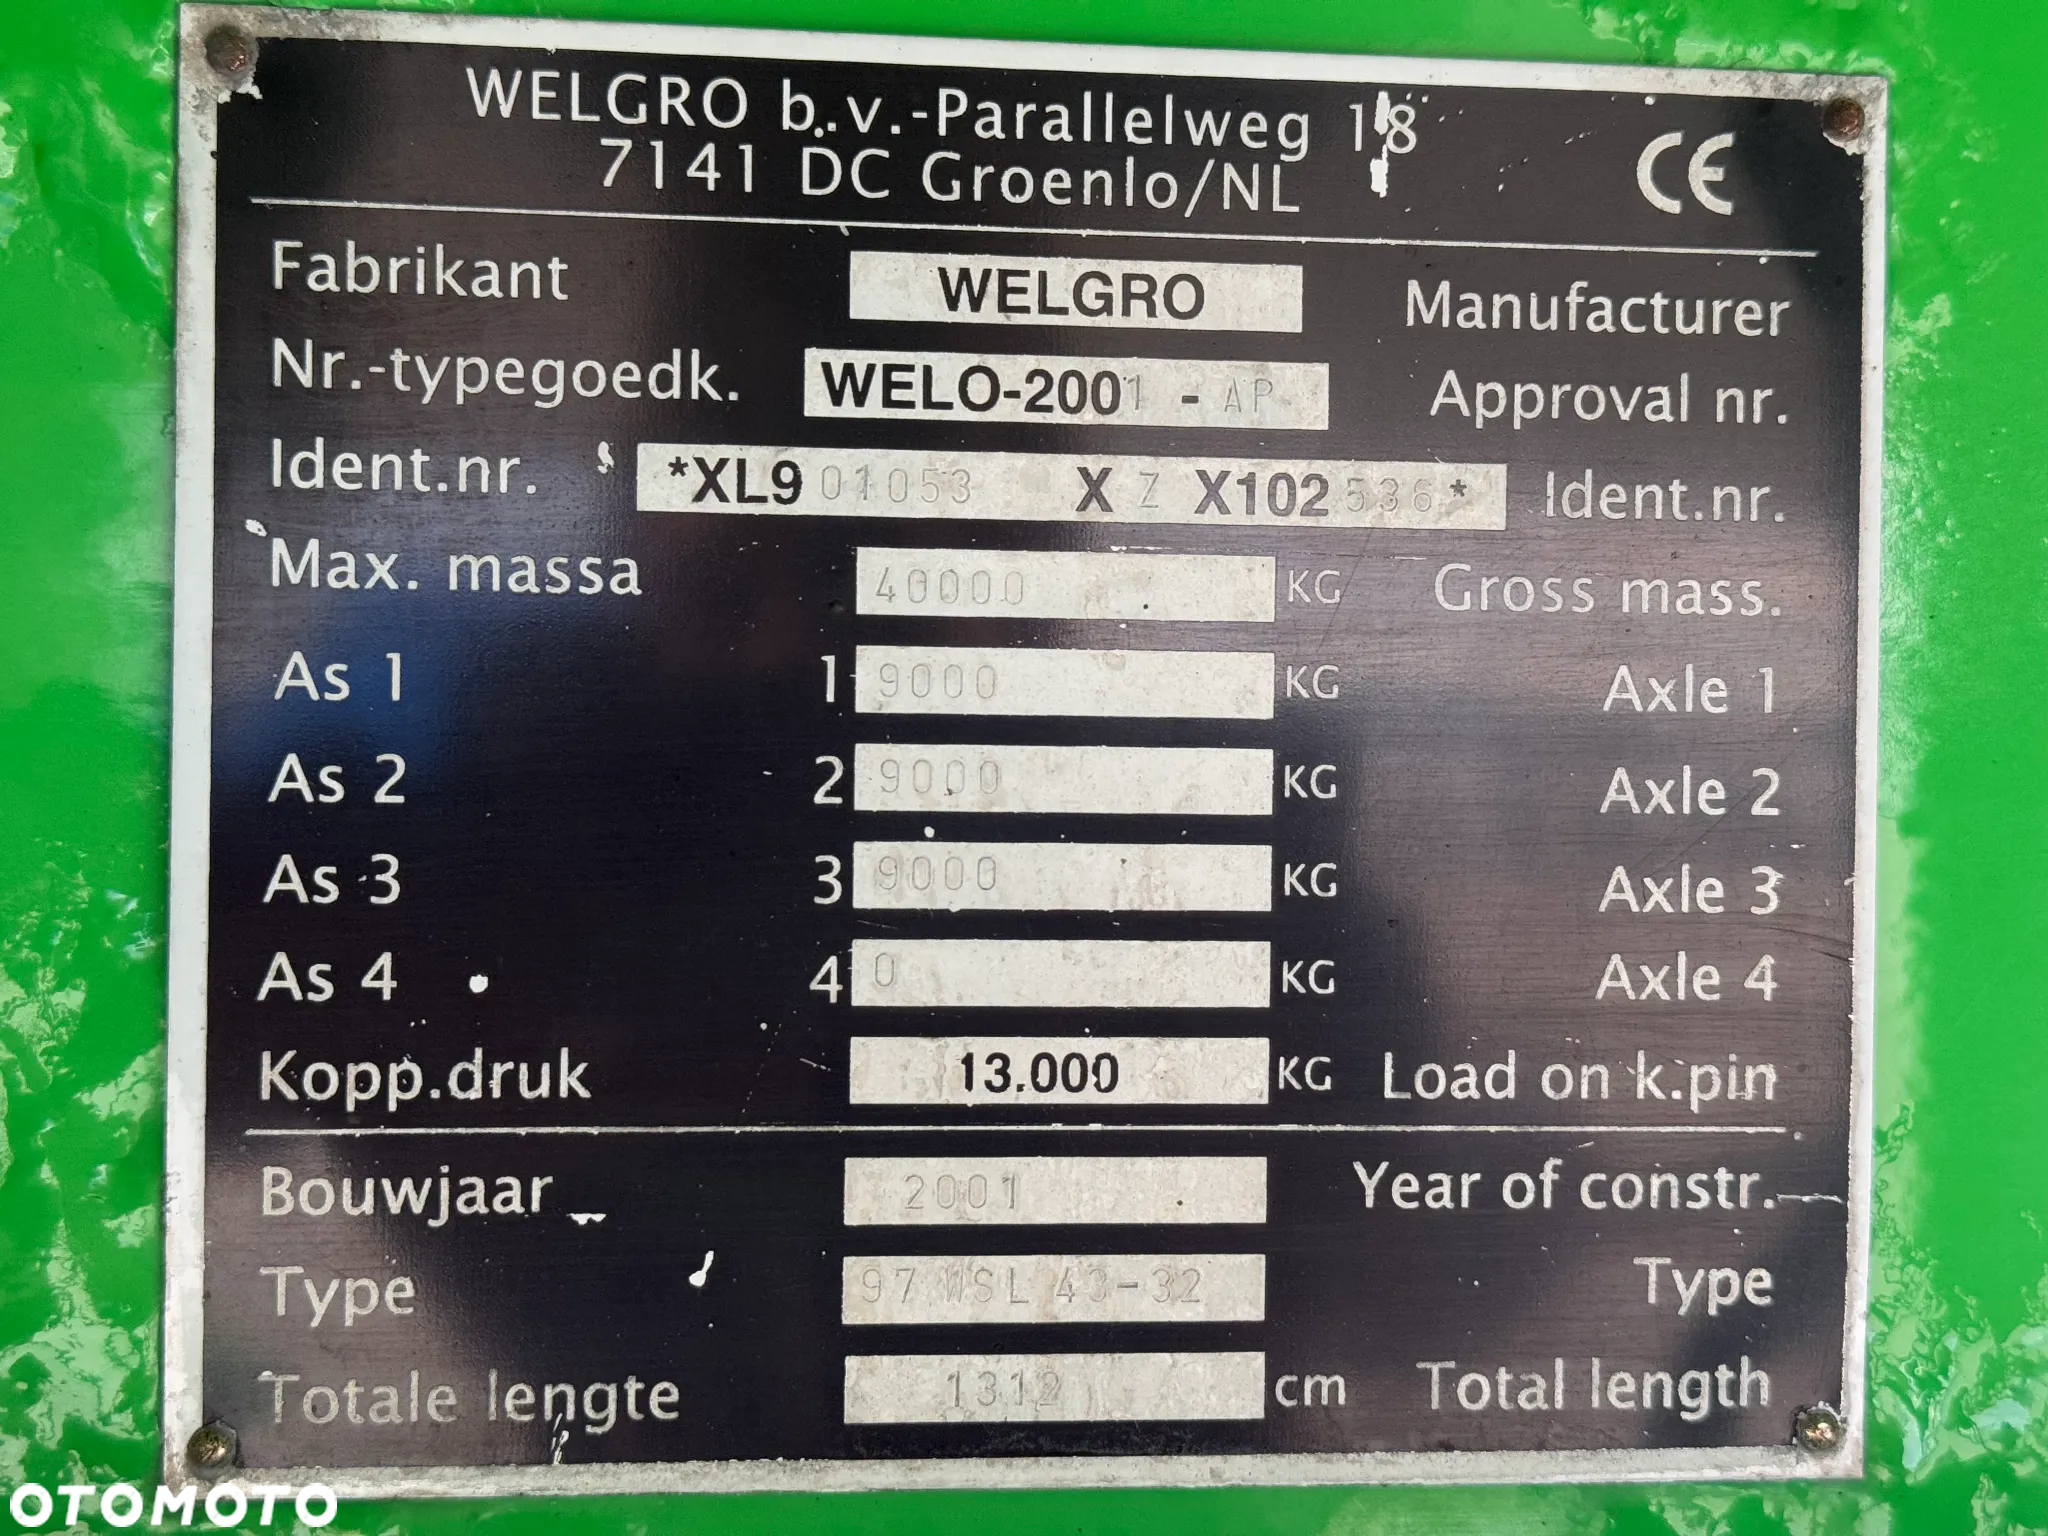 WELGRO b.v.-Parallelweg 18
7141 DC Groenlo/NL
CE
Fabrikant WELGRO Manufacturer
Nr.-typegoedk. WELO-2001 - AP Approval nr.
Ident.nr. *XL901053 X Z X102536* Ident.nr.
Max. massa 40000 KG Gross mass.
As 1 1 9000 KG Axle 1
As 2 2 9000 KG Axle 2
As 3 3 9000 KG Axle 3
As 4 4 0 KG Axle 4
Kopp.druk 13.000 KG Load on k.pin
Bouwjaar 2001 Year of constr.
Type 97 WSL 43-32 Type
Totale lengte 1312 cm Total length
OTOMOTO